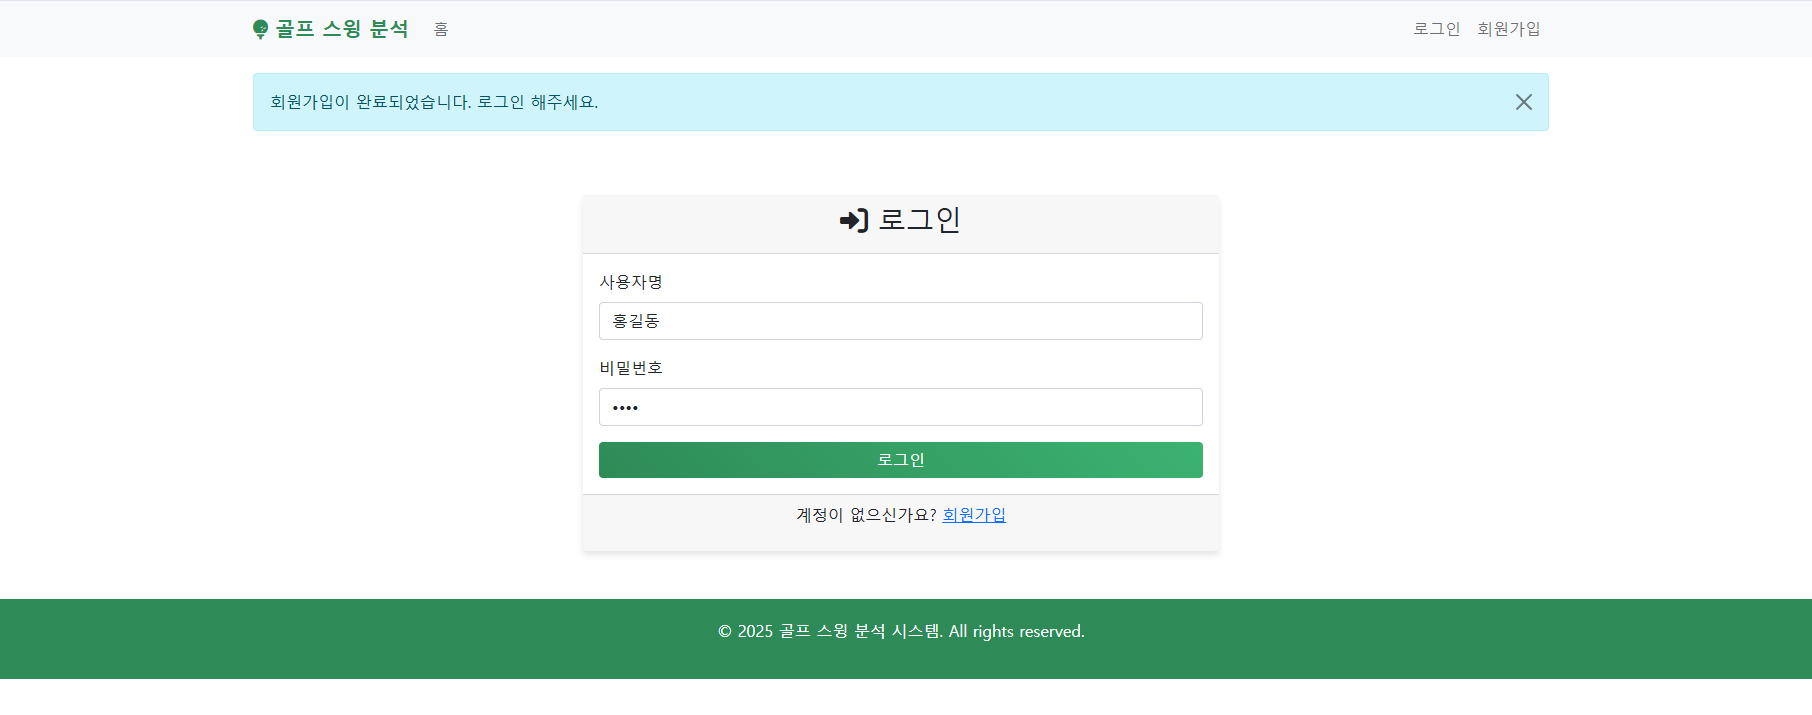 골프 스윙 분석 홈 로그인 회원가입
회원가입이 완료되었습니다. 로그인 해주세요.
로그인
사용자명
홍길동
비밀번호
••••
로그인
계정이 없으신가요? 회원가입
© 2025 골프 스윙 분석 시스템. All rights reserved.